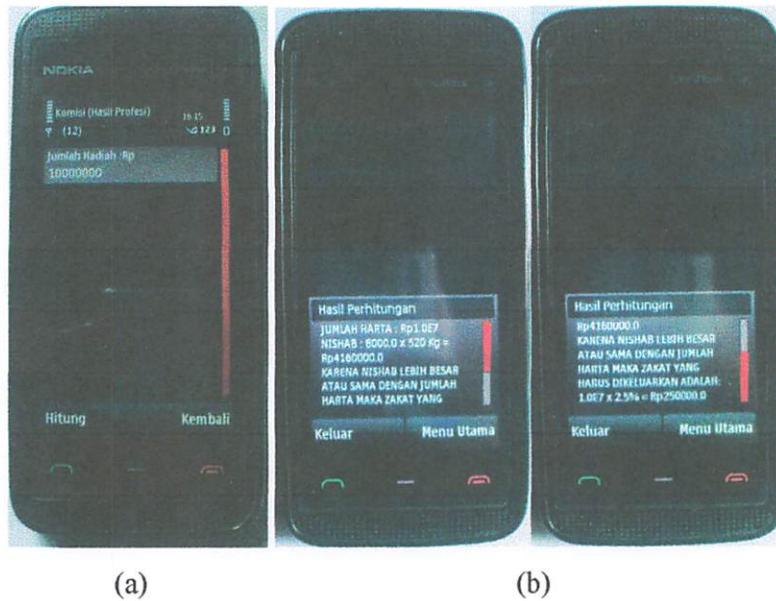 NOKIA
Komisi (Hasil Profesi)
16:15
(12)
123
Jumlah Hadiah :Rp
10000000
Hitung
Kembali
Hasil Perhitungan
JUMLAH HARTA : Rp1.0E7
NISHAB : 8000.0 x 520 Kg =
Rp4160000.0
KARENA NISHAB LEBIH BESAR
ATAU SAMA DENGAN JUMLAH
HARTA MAKA ZAKAT YANG
Keluar
Menu Utama
Hasil Perhitungan
Rp4160000.0
KARENA NISHAB LEBIH BESAR
ATAU SAMA DENGAN JUMLAH
HARTA MAKA ZAKAT YANG
HARUS DIKELUARKAN ADALAH:
1.0E7 x 2.5% = Rp250000.0
Keluar
Menu Utama
(a)
(b)